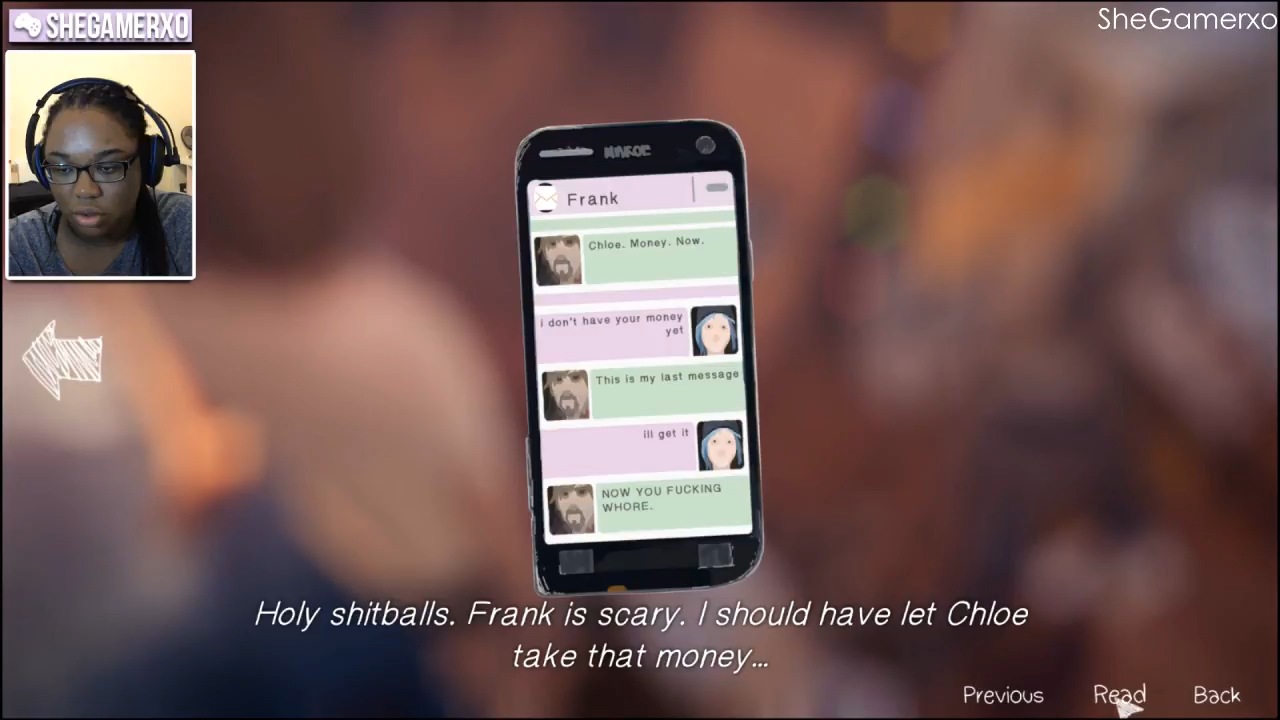 SHEGAMERXO
SheGamerxo
Frank
Chloe. Money. Now.
i don't have your money
yet
This is my last message
ill get it
NOW YOU FUCKING
WHORE.
Holy shitballs. Frank is scary. I should have let Chloe
take that money...
Previous Read Back